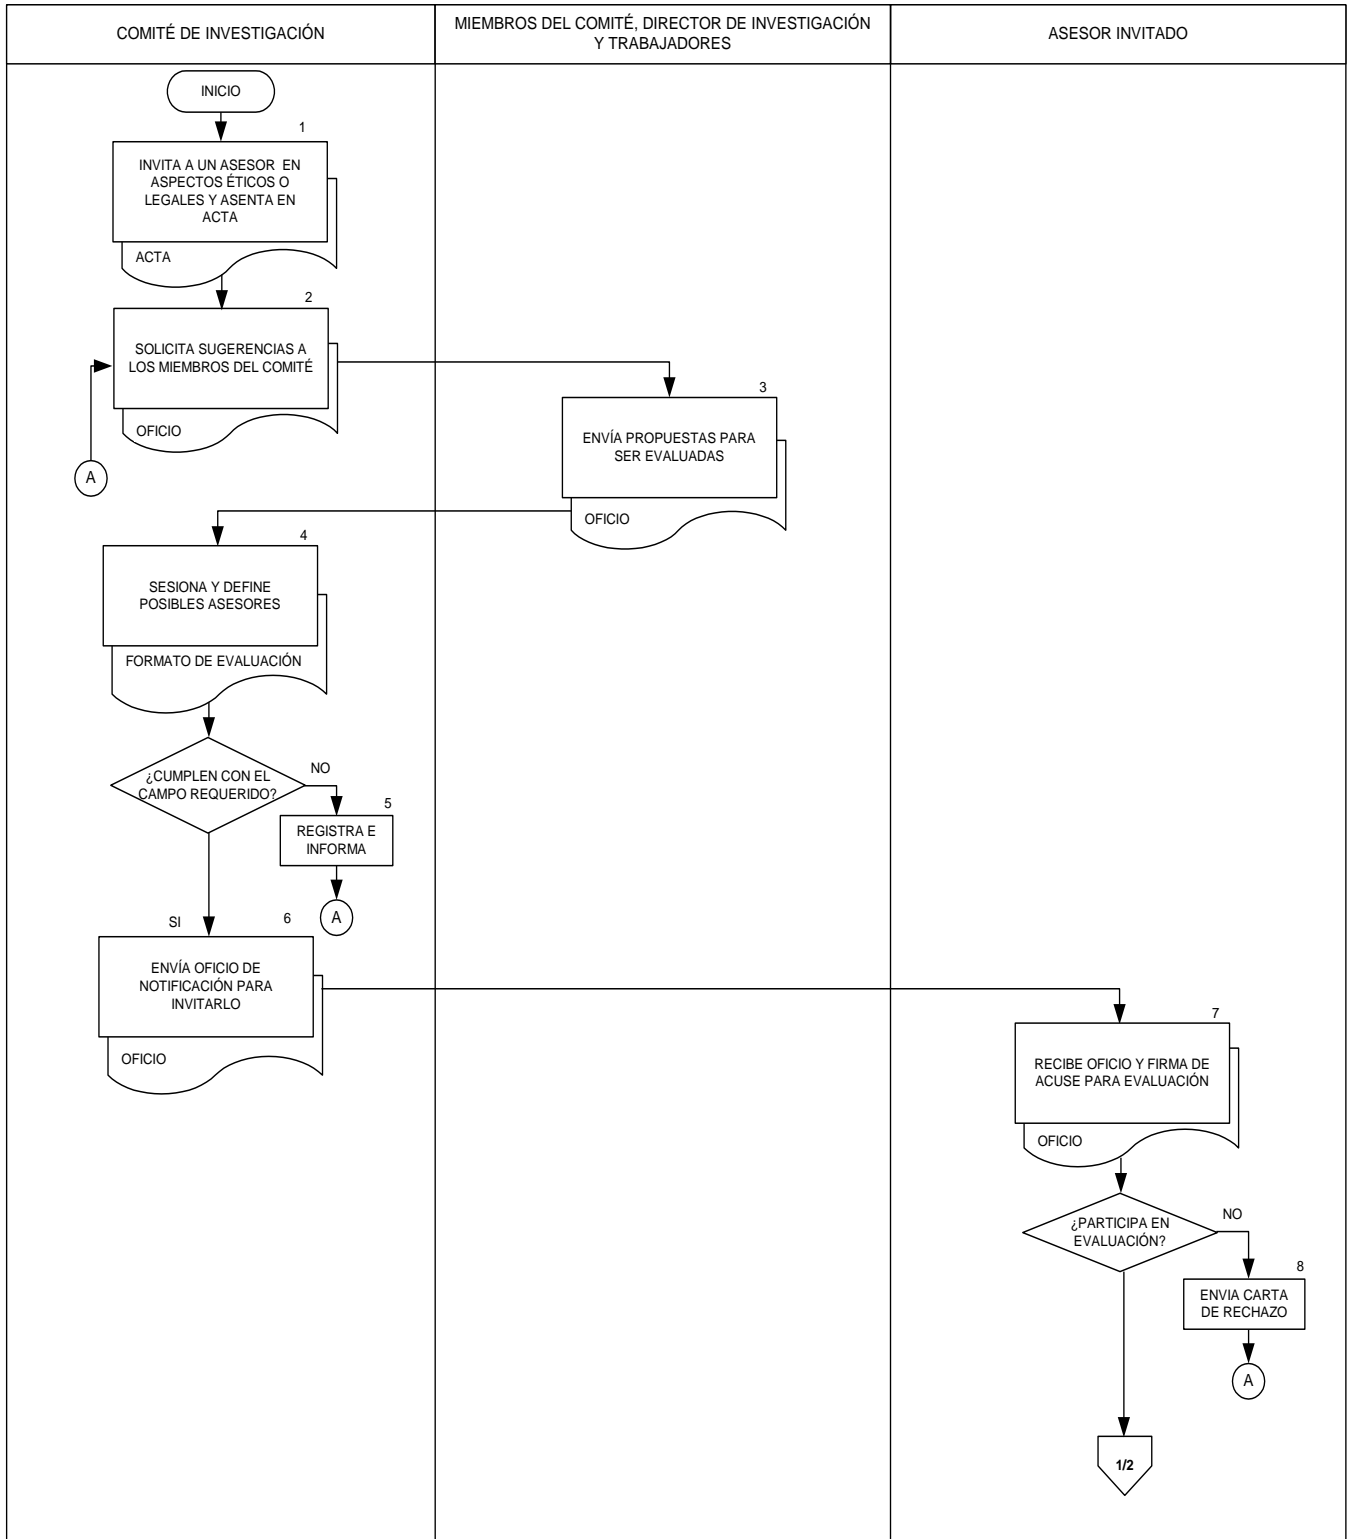 COMITÉ DE INVESTIGACIÓN
MIEMBROS DEL COMITÉ, DIRECTOR DE INVESTIGACIÓN
Y TRABAJADORES
ASESOR INVITADO
INICIO
1
INVITA A UN ASESOR EN
ASPECTOS ÉTICOS O
LEGALES Y ASENTA EN
ACTA
ACTA
2
SOLICITA SUGERENCIAS A
LOS MIEMBROS DEL COMITÉ
OFICIO
A
3
ENVÍA PROPUESTAS PARA
SER EVALUADAS
OFICIO
4
SESIONA Y DEFINE
POSIBLES ASESORES
FORMATO DE EVALUACIÓN
¿CUMPLEN CON EL
CAMPO REQUERIDO?
NO
5
REGISTRA E
INFORMA
A
SI
6
ENVÍA OFICIO DE
NOTIFICACIÓN PARA
INVITARLO
OFICIO
7
RECIBE OFICIO Y FIRMA DE
ACUSE PARA EVALUACIÓN
OFICIO
¿PARTICIPA EN
EVALUACIÓN?
NO
8
ENVIA CARTA
DE RECHAZO
A
1/2